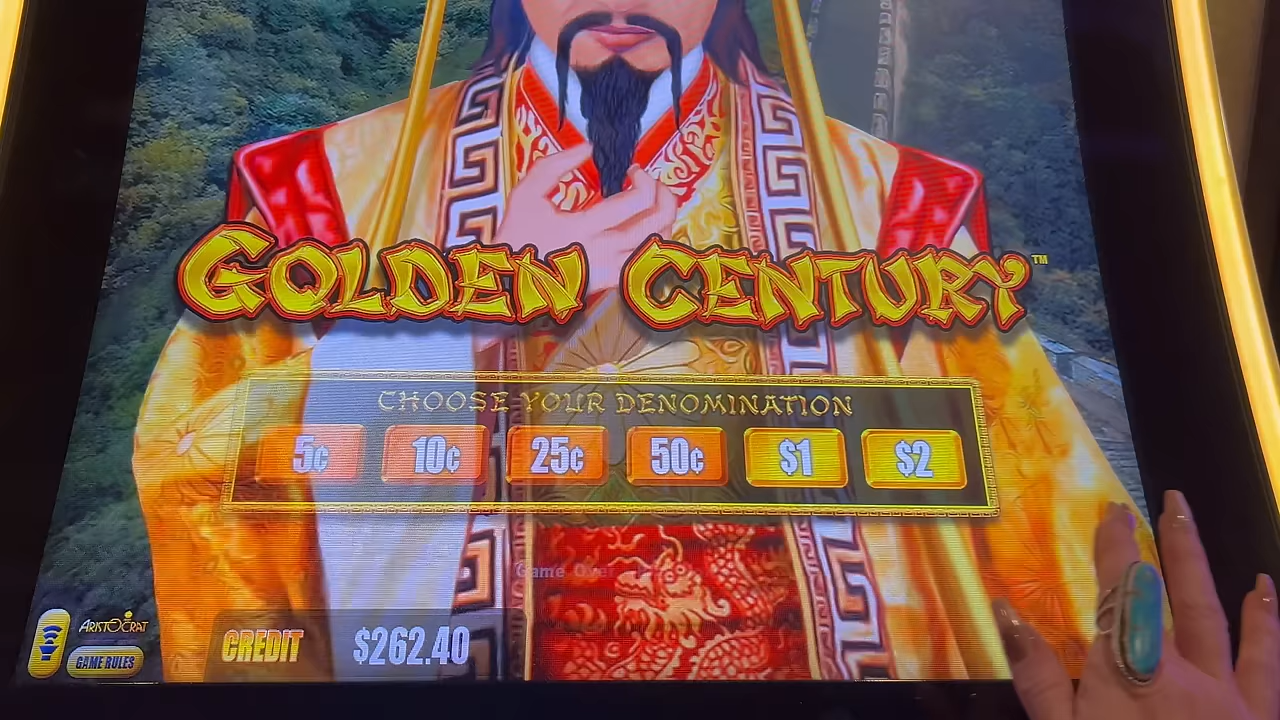 GOLDEN CENTURY™
CHOOSE YOUR DENOMINATION
5¢ 10¢ 25¢ 50¢ $1 $2
Game Over
ARISTOCRAT
CREDIT $262.40
GAME RULES